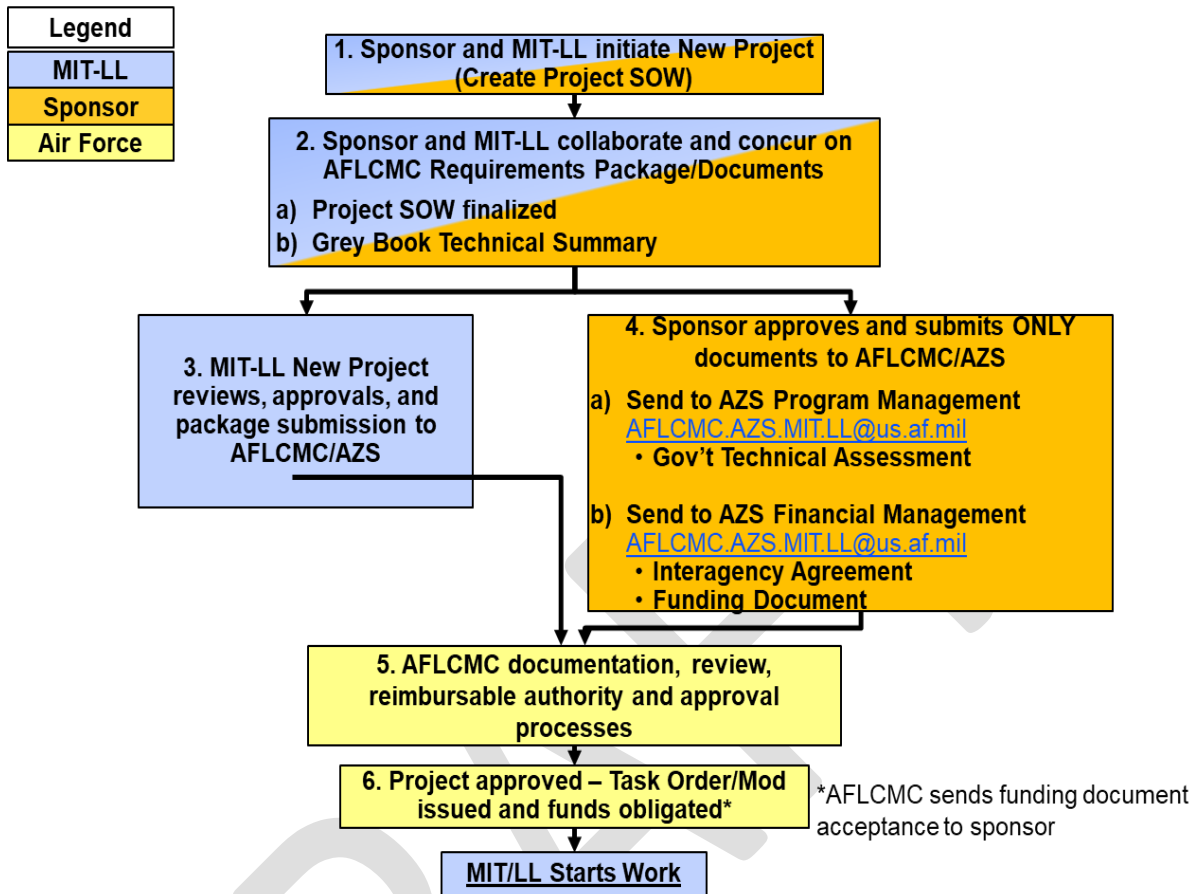 Legend
MIT-LL
Sponsor
Air Force
1. Sponsor and MIT-LL initiate New Project
(Create Project SOW)
2. Sponsor and MIT-LL collaborate and concur on
AFLCMC Requirements Package/Documents
a) Project SOW finalized
b) Grey Book Technical Summary
3. MIT-LL New Project
reviews, approvals, and
package submission to
AFLCMC/AZS
4. Sponsor approves and submits ONLY
documents to AFLCMC/AZS
a) Send to AZS Program Management
AFLCMC.AZS.MIT.LL@us.af.mil
• Gov't Technical Assessment
b) Send to AZS Financial Management
AFLCMC.AZS.MIT.LL@us.af.mil
• Interagency Agreement
• Funding Document
5. AFLCMC documentation, review,
reimbursable authority and approval
processes
6. Project approved – Task Order/Mod
issued and funds obligated*
*AFLCMC sends funding document
acceptance to sponsor
MIT/LL Starts Work